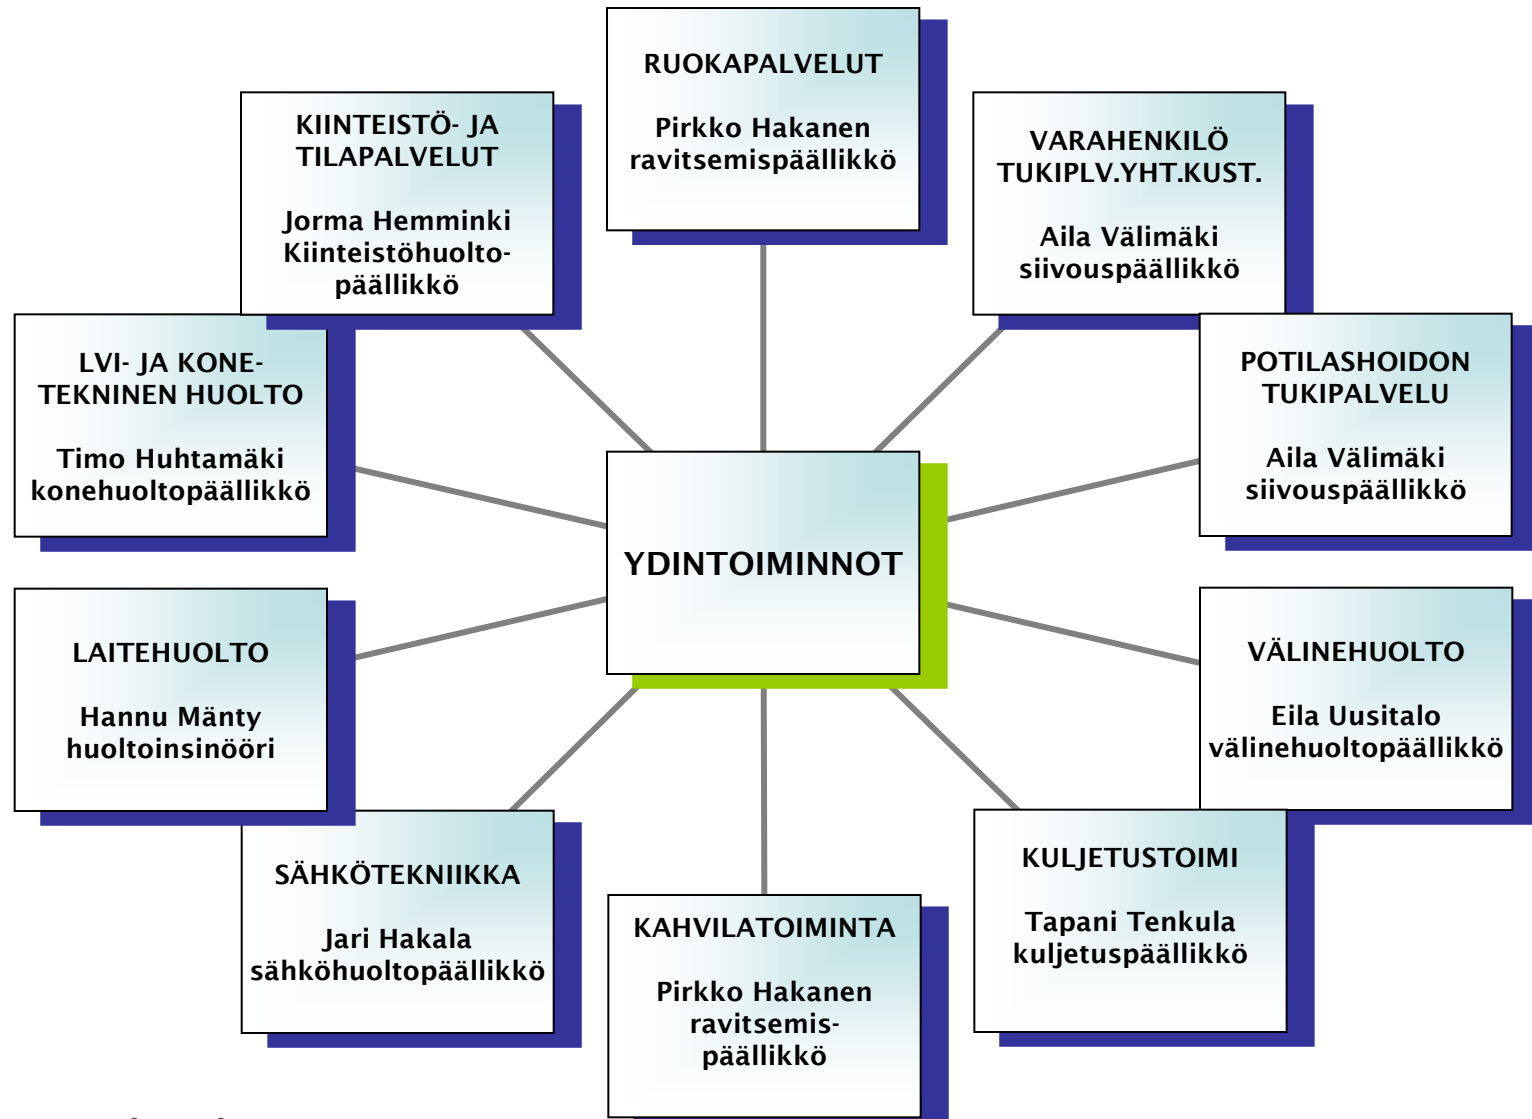 RUOKAPALVELUT
Pirkko Hakanen
ravitsemispäällikkö
KIINTEISTÖ- JA
TILAPALVELUT
Jorma Hemminki
Kiinteistöhuolto-
päällikkö
VARAHENKILÖ
TUKIPLV.YHT.KUST.
Aila Välimäki
siivouspäällikkö
LVI- JA KONE-
TEKNINEN HUOLTO
Timo Huhtamäki
konehuoltopäällikkö
POTILASHOIDON
TUKIPALVELU
Aila Välimäki
siivouspäällikkö
YDINTOIMINNOT
LAITEHUOLTO
Hannu Mänty
huoltoinsinööri
VÄLINEHUOLTO
Eila Uusitalo
välinehuoltopäällikkö
SÄHKÖTEKNIIKKA
Jari Hakala
sähköhuoltopäällikkö
KAHVILATOIMINTA
Pirkko Hakanen
ravitsemis-
päällikkö
KULJETUSTOIMI
Tapani Tenkula
kuljetuspäällikkö